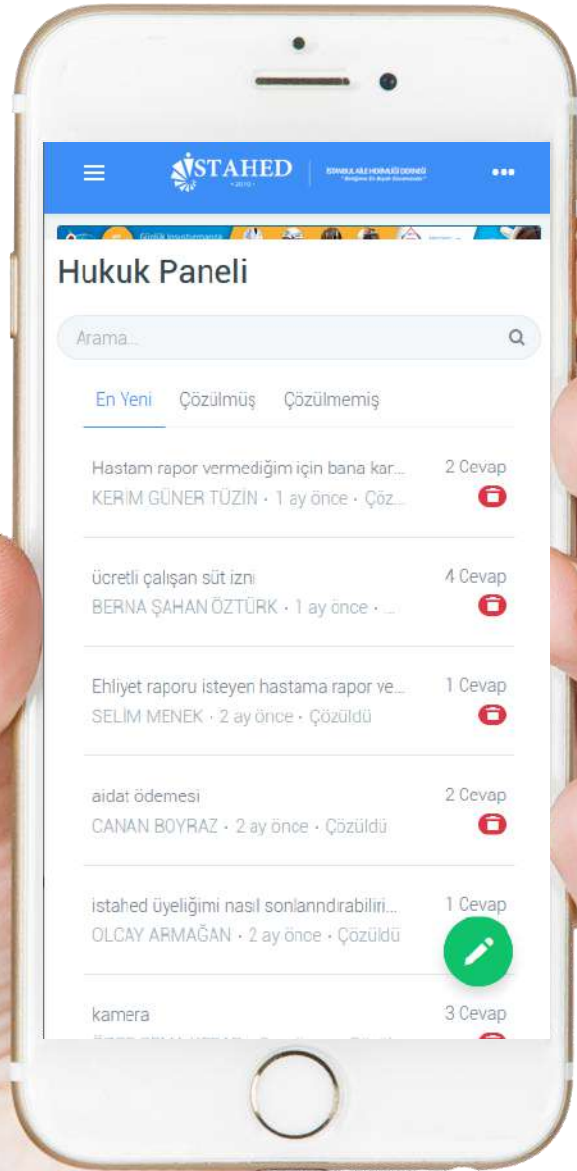 İSTAHED
- 2010 -
İSTANBUL AİLE HEKİMLİĞİ DERNEĞİ
Hukuk Paneli
Arama...
En Yeni Çözülmüş Çözülmemiş
Hastam rapor vermediğim için bana kar... 2 Cevap
KERİM GÜNER TÜZİN • 1 ay önce • Çöz...
ücretli çalışan süt izni 4 Cevap
BERNA ŞAHAN ÖZTÜRK • 1 ay önce • ...
Ehliyet raporu isteyen hastama rapor ve... 1 Cevap
SELİM MENEK • 2 ay önce • Çözüldü
aidat ödemesi 2 Cevap
CANAN BOYRAZ • 2 ay önce • Çözüldü
istahed üyeliğimi nasıl sonlanndırabiliri... 1 Cevap
OLCAY ARMAĞAN • 2 ay önce • Çözüldü
kamera 3 Cevap